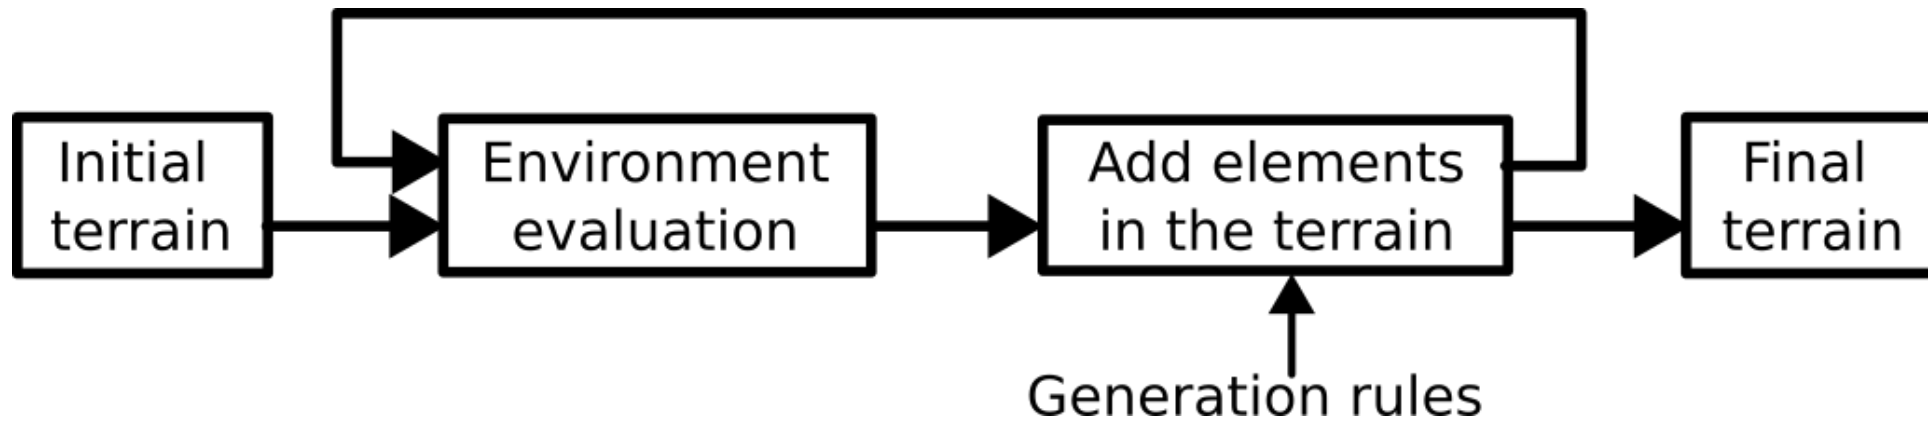 Initial
terrain
Environment
evaluation
Add elements
in the terrain
Final
terrain
Generation rules